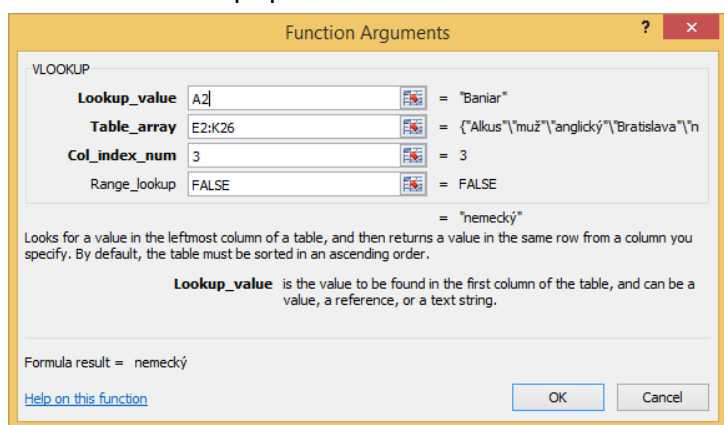 Function Arguments ? ×
VLOOKUP
Lookup_value A2 = "Baniar"
Table_array E2:K26 = {"Alkus"\"muž"\"anglický"\"Bratislava"\"n
Col_index_num 3 = 3
Range_lookup FALSE = FALSE
= "nemecký"
Looks for a value in the leftmost column of a table, and then returns a value in the same row from a column you
specify. By default, the table must be sorted in an ascending order.
Lookup_value is the value to be found in the first column of the table, and can be a
value, a reference, or a text string.
Formula result = nemecký
Help on this function OK Cancel